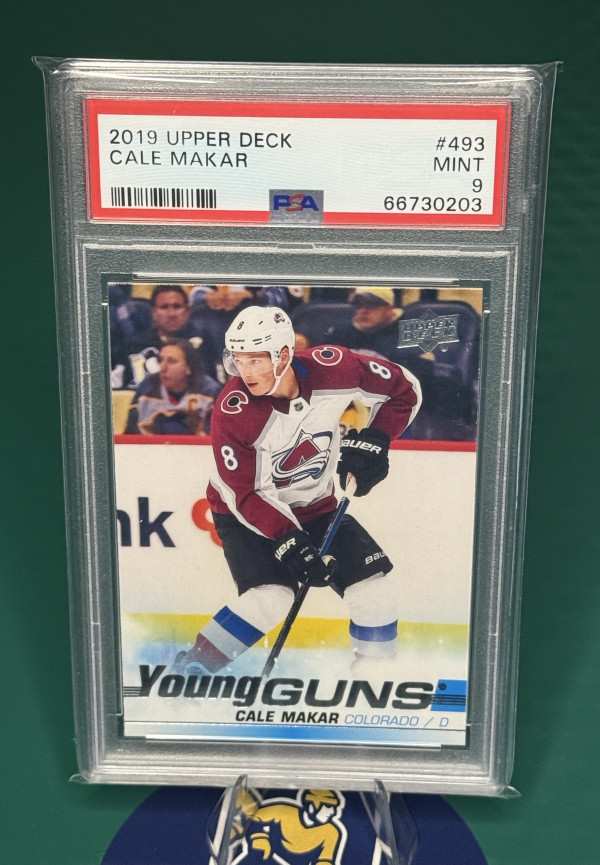 2019 UPPER DECK #493
CALE MAKAR MINT
9
PSA 66730203
UPPER DECK
8
8
8
BAUER
nk
Young GUNS
CALE MAKAR COLORADO / D